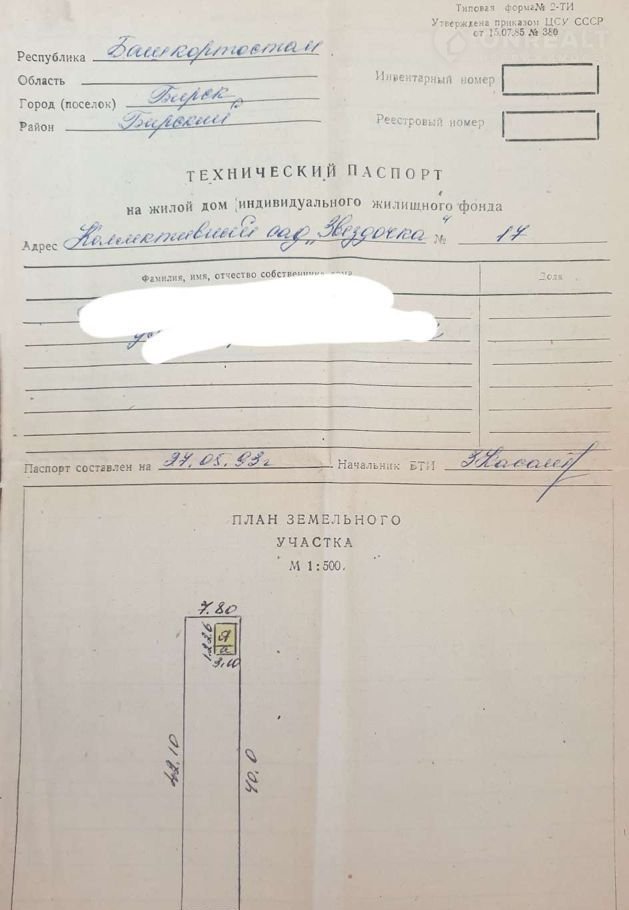 Типовая форма № 2-ТИ
Утверждена приказом ЦСУ СССР
от 15.07.85 № 380
ONREALT
Республика Башкортостан
Область
Город (поселок) Бирск
Район Бирский
Инвентарный номер
Реестровый номер
ТЕХНИЧЕСКИЙ ПАСПОРТ
на жилой дом индивидуального жилищного фонда
Адрес Коллективный сад „Звездочка“ № 17
Фамилия, имя, отчество собственника дома
Доля
Паспорт составлен на 27.05.93г Начальник БТИ
ПЛАН ЗЕМЕЛЬНОГО
УЧАСТКА
М 1:500.
7.80
а
3.10
42.10
40.0